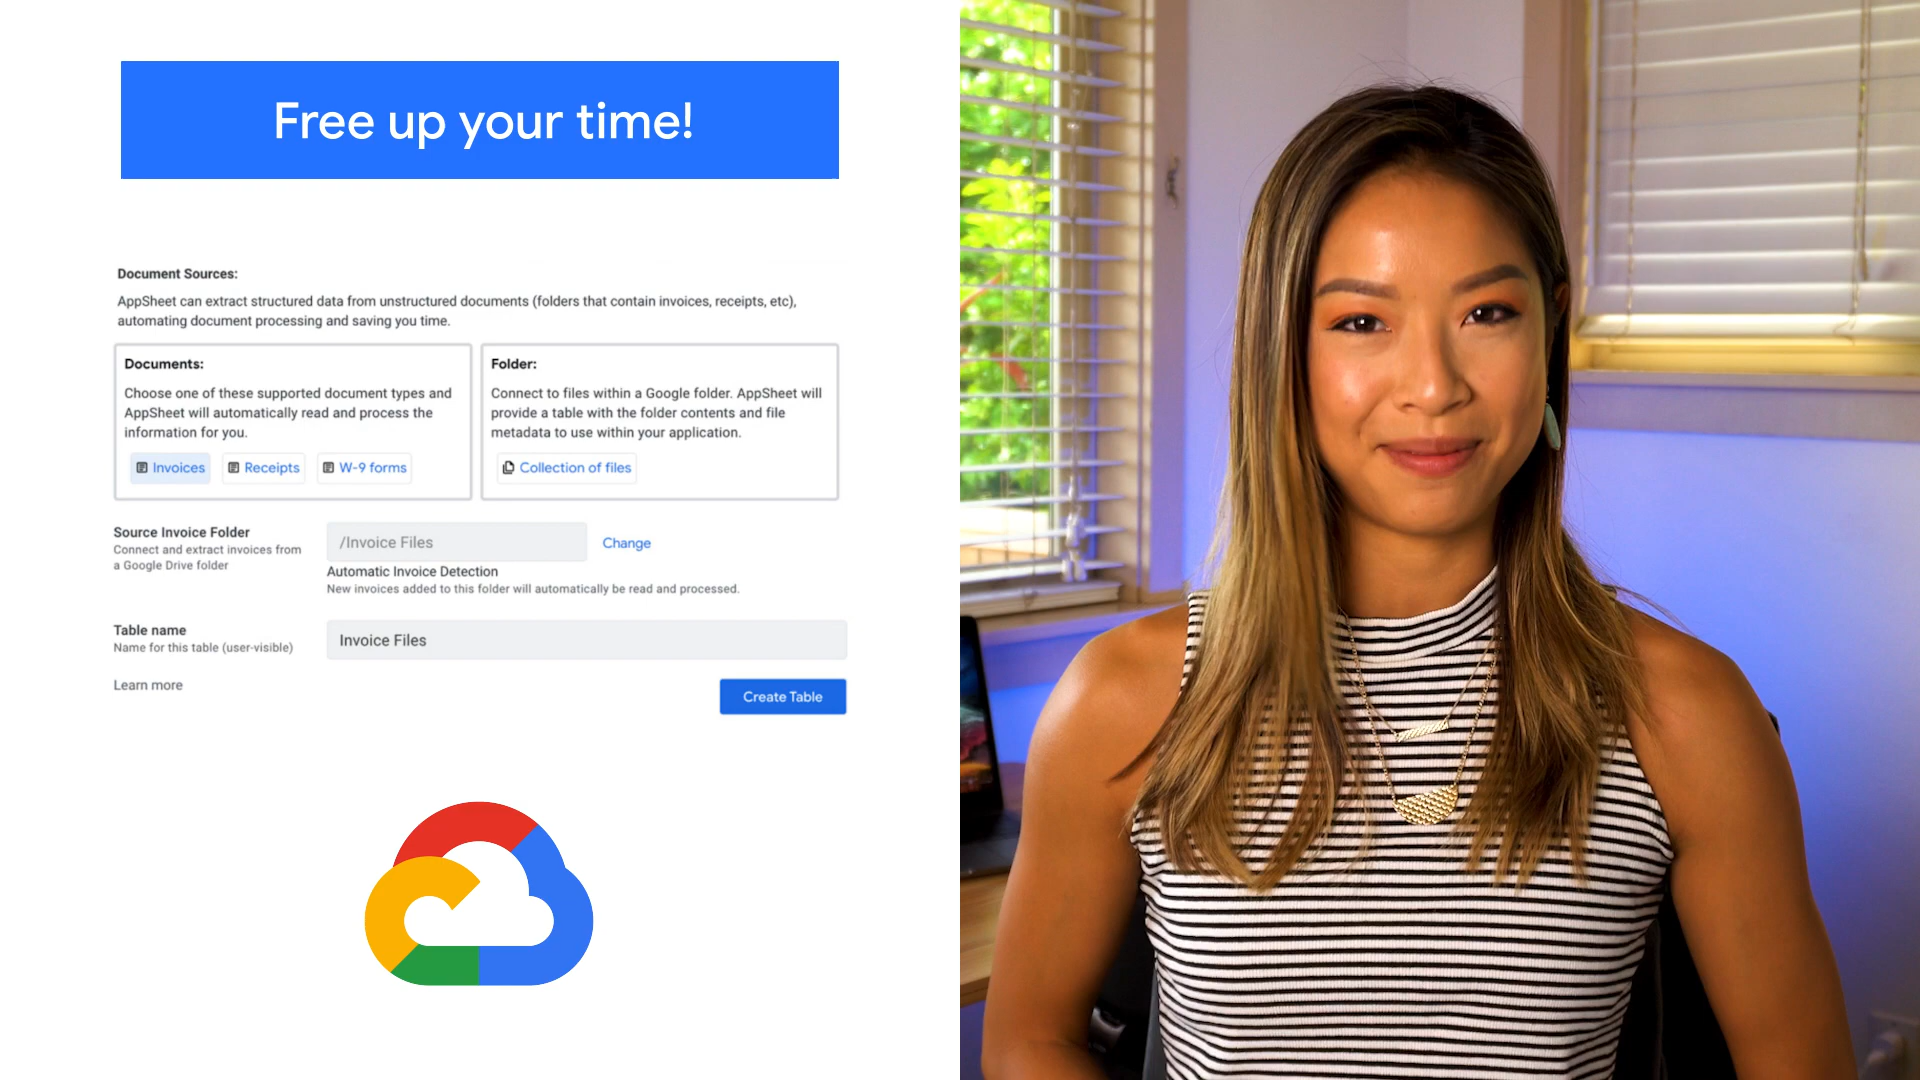 Free up your time!
Document Sources:
AppSheet can extract structured data from unstructured documents (folders that contain invoices, receipts, etc),
automating document processing and saving you time.
Documents:
Choose one of these supported document types and
AppSheet will automatically read and process the
information for you.
Invoices
Receipts
W-9 forms
Folder:
Connect to files within a Google folder. AppSheet will
provide a table with the folder contents and file
metadata to use within your application.
Collection of files
Source Invoice Folder
Connect and extract invoices from
a Google Drive folder
/Invoice Files
Change
Automatic Invoice Detection
New invoices added to this folder will automatically be read and processed.
Table name
Name for this table (user-visible)
Invoice Files
Learn more
Create Table